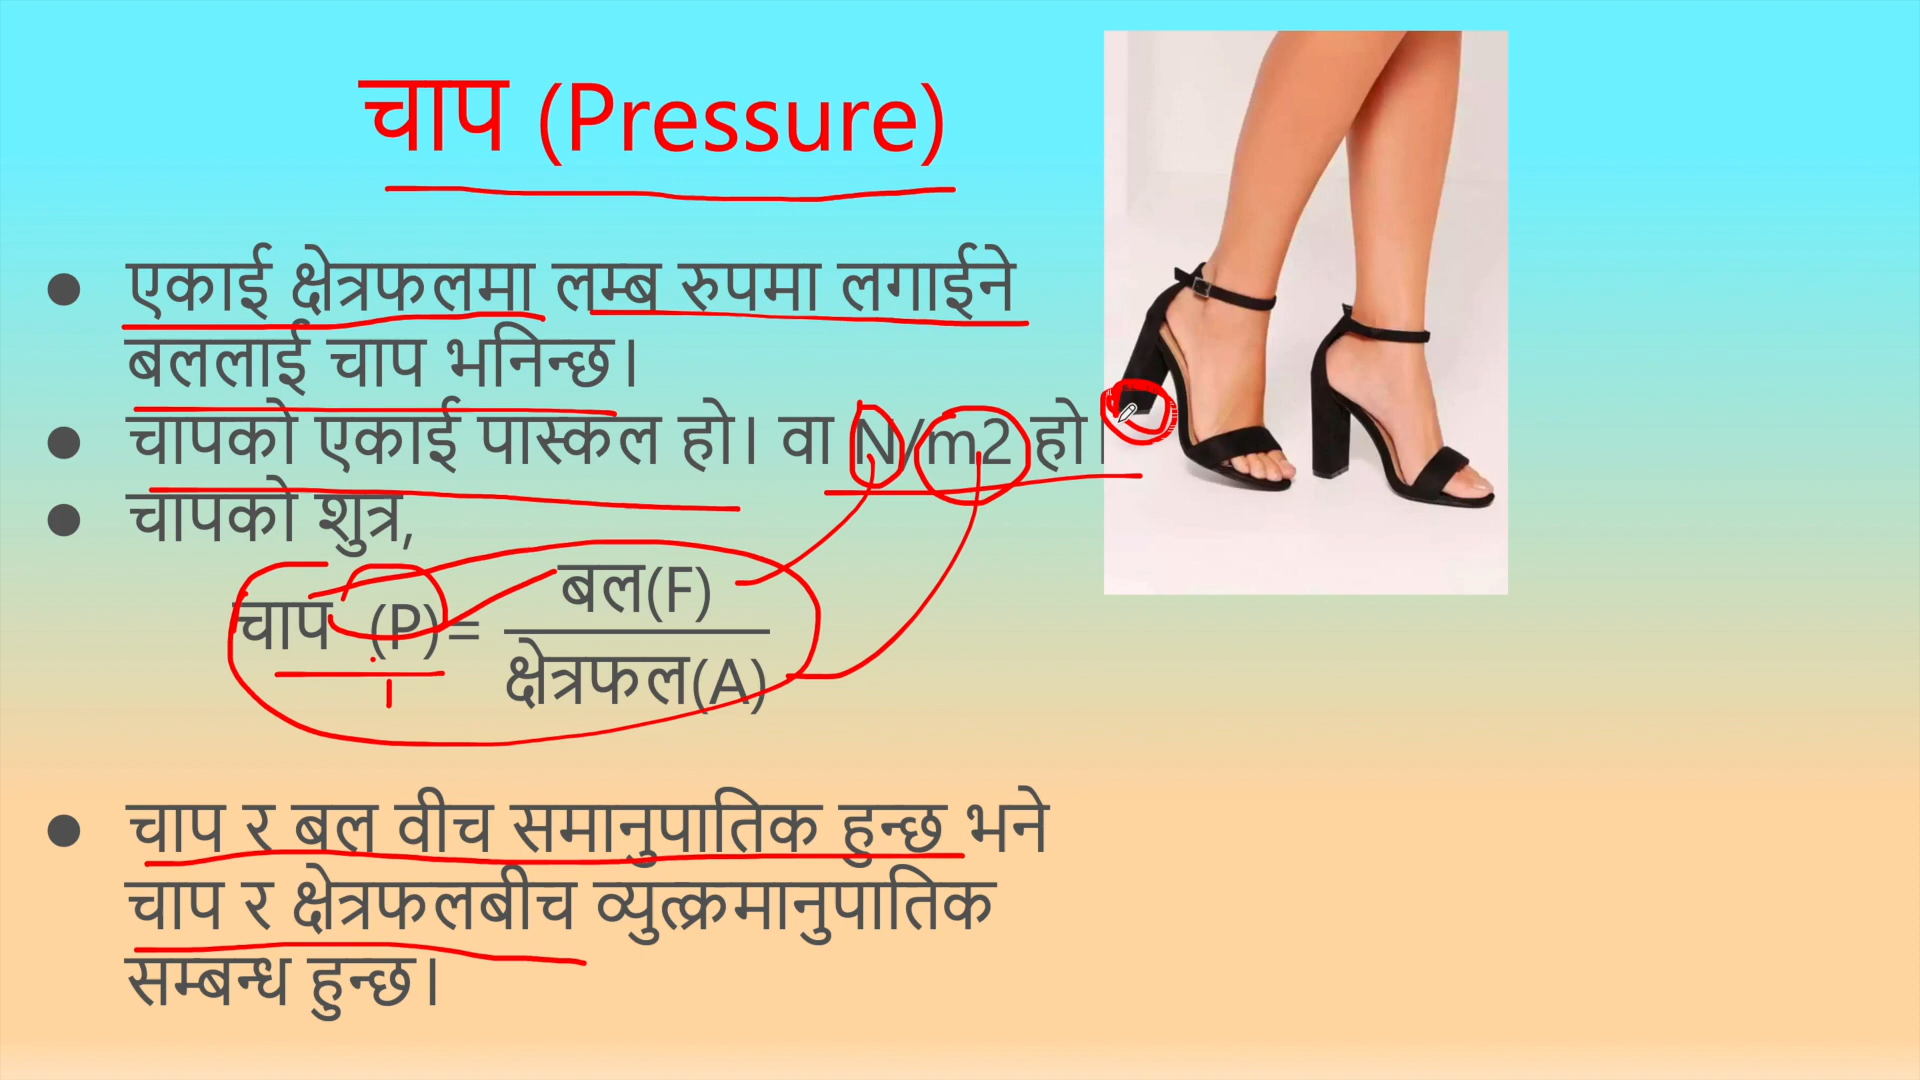 चाप (Pressure)
● एकाई क्षेत्रफलमा लम्ब रुपमा लगाईने
बललाई चाप भनिन्छ।
● चापको एकाई पास्कल हो। वा N/m2 हो।
● चापको शुत्र,
बल(F)
चाप (P)=
क्षेत्रफल(A)
● चाप र बल वीच समानुपातिक हुन्छ भने
चाप र क्षेत्रफलबीच व्युत्क्रमानुपातिक
सम्बन्ध हुन्छ।